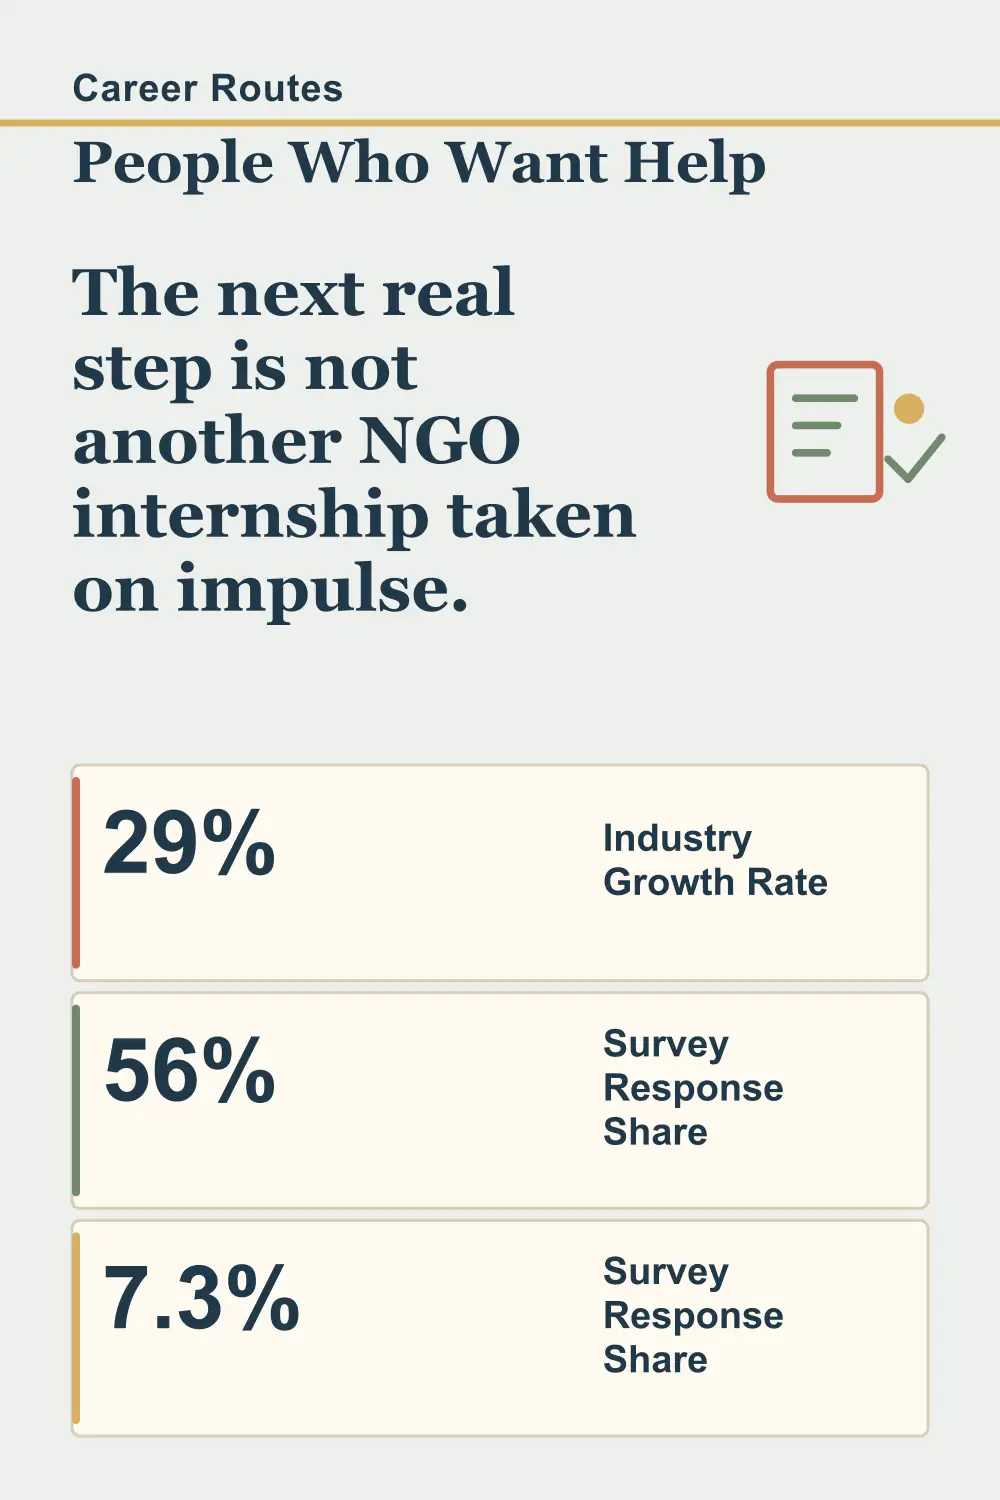 Career Routes
People Who Want Help
The next real
step is not
another NGO
internship taken
on impulse.
29%
Industry
Growth Rate
56%
Survey
Response
Share
7.3%
Survey
Response
Share